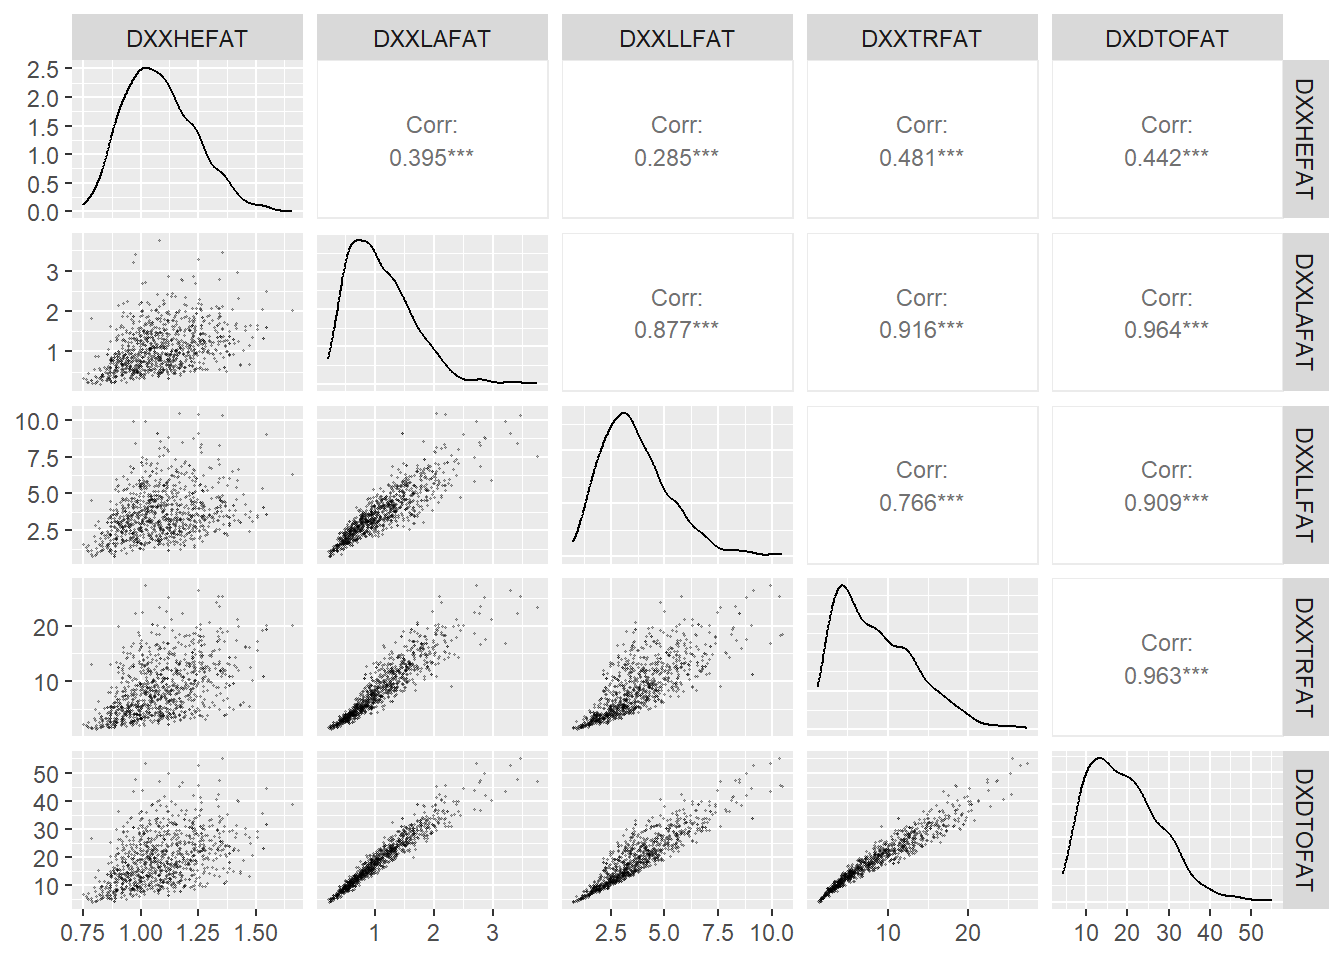 DXXHEFAT DXXLAFAT DXXLLFAT DXXTRFAT DXDTOFAT
2.5
2.0
1.5
1.0
0.5
0.0
Corr:
0.395***
Corr:
0.285***
Corr:
0.481***
Corr:
0.442***
DXXHEFAT
3
2
1
Corr:
0.877***
Corr:
0.916***
Corr:
0.964***
DXXLAFAT
10.0
7.5
5.0
2.5
Corr:
0.766***
Corr:
0.909***
DXXLLFAT
20
10
Corr:
0.963***
DXXTRFAT
50
40
30
20
10
DXDTOFAT
0.75 1.00 1.25 1.50 1 2 3 2.5 5.0 7.5 10.0 10 20 10 20 30 40 50